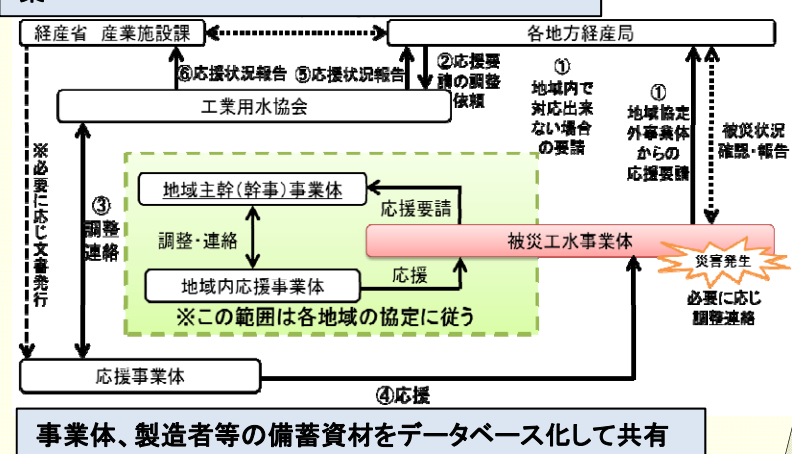 業
経産省 産業施設課
各地方経産局
⑥応援状況報告
⑤応援状況報告
②応援要
請の調整
依頼
①
地域内で
対応出来
ない場合
の要請
①
地域協定
外事業体
からの
応援要請
被災状況
確認・報告
工業用水協会
※必要に応じ文書発行
③
調整
連絡
地域主幹(幹事)事業体
応援要請
調整・連絡
被災工水事業体
災害発生
地域内応援事業体
応援
必要に応じ
調整連絡
※この範囲は各地域の協定に従う
応援事業体
④応援
事業体、製造者等の備蓄資材をデータベース化して共有